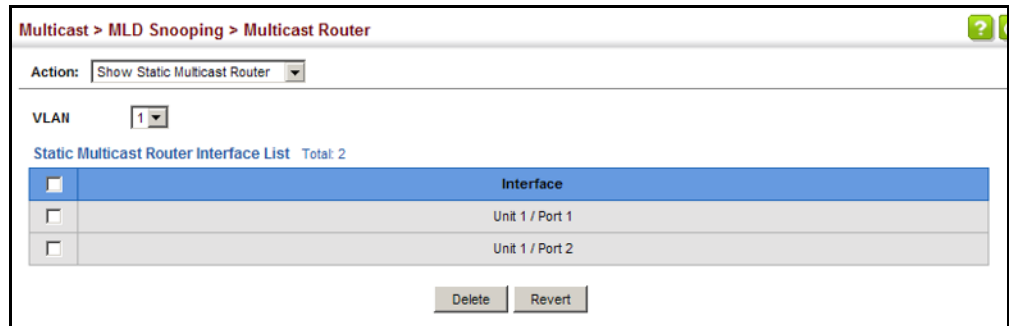 Multicast > MLD Snooping > Multicast Router
?
Action: Show Static Multicast Router
VLAN 1
Static Multicast Router Interface List Total: 2
Interface
Unit 1 / Port 1
Unit 1 / Port 2
Delete Revert